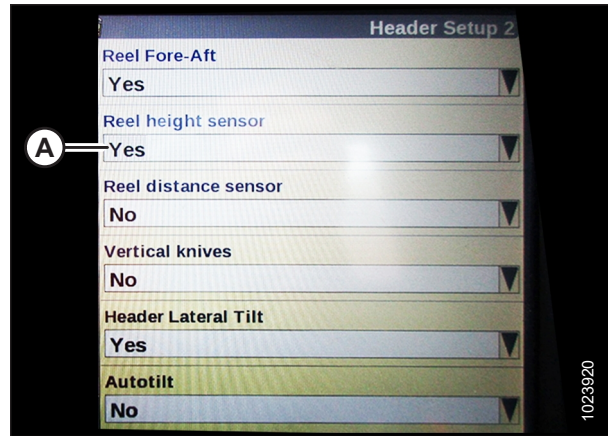 Header Setup 2
Reel Fore-Aft
Yes
Reel height sensor
A
Yes
Reel distance sensor
No
Vertical knives
No
Header Lateral Tilt
Yes
Autotilt
No
1023920